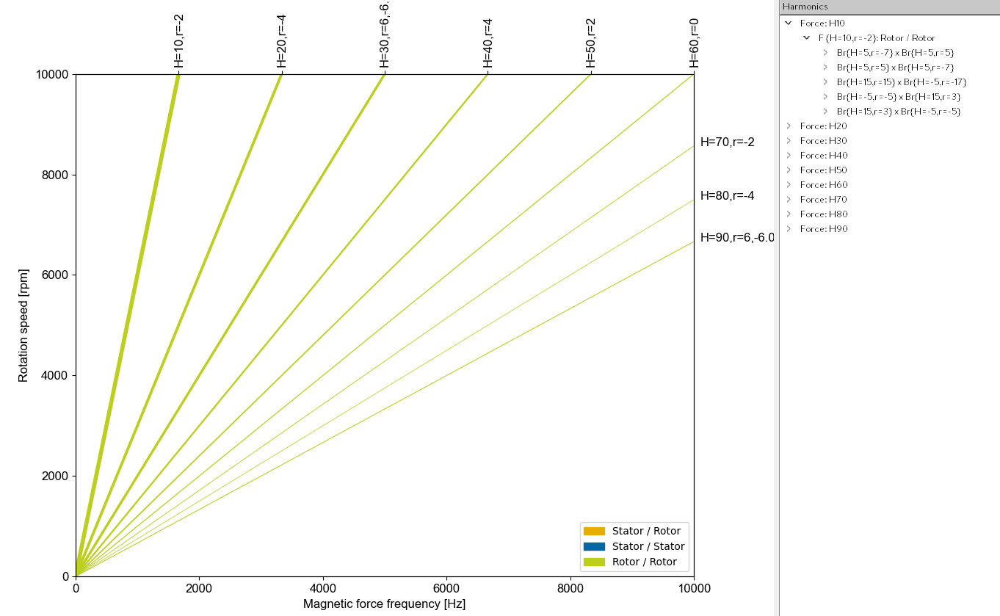 H=10,r=-2
H=20,r=-4
H=30,r=6,-6.
H=40,r=4
H=50,r=2
H=60,r=0
H=70,r=-2
H=80,r=-4
H=90,r=6,-6.0
10000
8000
6000
4000
2000
0
Rotation speed [rpm]
0
2000
4000
6000
8000
10000
Magnetic force frequency [Hz]
Stator / Rotor
Stator / Stator
Rotor / Rotor
Harmonics
Force: H10
F {H=10,r=-2}: Rotor / Rotor
Br{H=5,r=-7} x Br{H=5,r=5}
Br{H=5,r=5} x Br{H=5,r=-7}
Br{H=15,r=15} x Br{H=-5,r=-17}
Br{H=-5,r=-5} x Br{H=15,r=3}
Br{H=15,r=3} x Br{H=-5,r=-5}
Force: H20
Force: H30
Force: H40
Force: H50
Force: H60
Force: H70
Force: H80
Force: H90